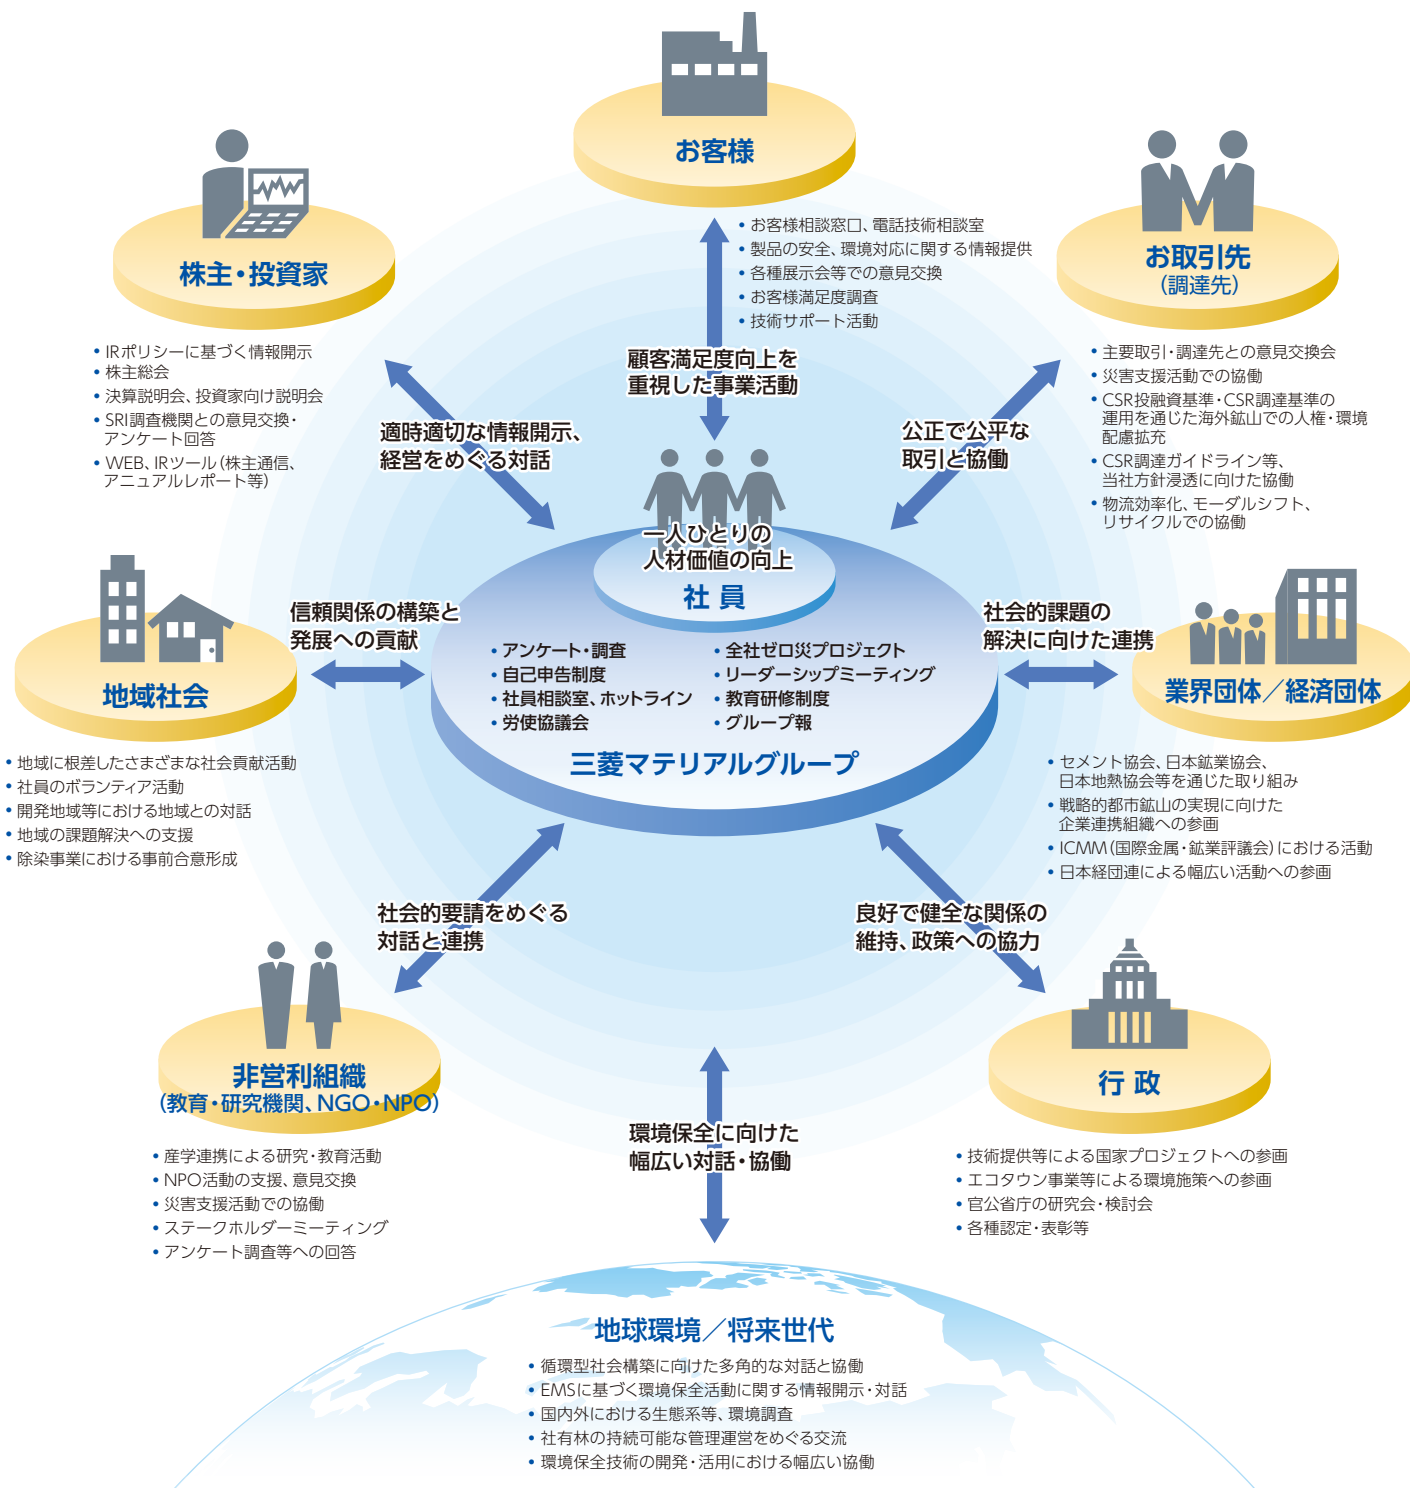 お客様
・お客様相談窓口、電話技術相談室
・製品の安全、環境対応に関する情報提供
・各種展示会等での意見交換
・お客様満足度調査
・技術サポート活動
顧客満足度向上を
重視した事業活動
株主・投資家
・IRポリシーに基づく情報開示
・株主総会
・決算説明会、投資家向け説明会
・SRI調査機関との意見交換・
アンケート回答
・WEB、IRツール(株主通信、
アニュアルレポート等)
適時適切な情報開示、
経営をめぐる対話
お取引先
(調達先)
・主要取引・調達先との意見交換会
・災害支援活動での協働
・CSR投融資基準・CSR調達基準の
運用を通じた海外鉱山での人権・環境
配慮拡充
・CSR調達ガイドライン等、
当社方針浸透に向けた協働
・物流効率化、モーダルシフト、
リサイクルでの協働
公正で公平な
取引と協働
一人ひとりの
人材価値の向上
社員
・アンケート・調査
・自己申告制度
・社員相談室、ホットライン
・労使協議会
・全社ゼロ災プロジェクト
・リーダーシップミーティング
・教育研修制度
・グループ報
三菱マテリアルグループ
地域社会
・地域に根差したさまざまな社会貢献活動
・社員のボランティア活動
・開発地域等における地域との対話
・地域の課題解決への支援
・除染事業における事前合意形成
信頼関係の構築と
発展への貢献
社会的課題の
解決に向けた連携
業界団体/経済団体
・セメント協会、日本鉱業協会、
日本地熱協会等を通じた取り組み
・戦略的都市鉱山の実現に向けた
企業連携組織への参画
・ICMM(国際金属・鉱業評議会)における活動
・日本経団連による幅広い活動への参画
社会的要請をめぐる
対話と連携
良好で健全な関係の
維持、政策への協力
非営利組織
(教育・研究機関、NGO・NPO)
・産学連携による研究・教育活動
・NPO活動の支援、意見交換
・災害支援活動での協働
・ステークホルダーミーティング
・アンケート調査等への回答
行政
・技術提供等による国家プロジェクトへの参画
・エコタウン事業等による環境施策への参画
・官公省庁の研究会・検討会
・各種認定・表彰等
環境保全に向けた
幅広い対話・協働
地球環境/将来世代
・循環型社会構築に向けた多角的な対話と協働
・EMSに基づく環境保全活動に関する情報開示・対話
・国内外における生態系等、環境調査
・社有林の持続可能な管理運営をめぐる交流
・環境保全技術の開発・活用における幅広い協働